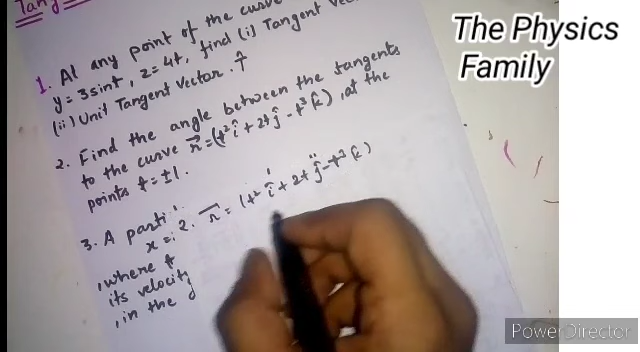 Tang
The Physics
Family
1. At any point of the curve
y = 3sint, z = 4t, find (i) Tangent Vec
(ii) Unit Tangent Vector. T̂
2. Find the angle between the tangents
to the curve r⃗ = (t² î + 2t ĵ - t³ k̂), at the
points t = ±1.
3. A parti
x =
, where t
its velocity
, in the
2. r⃗ = (t² î + 2t ĵ - t³ k̂)
PowerDirector